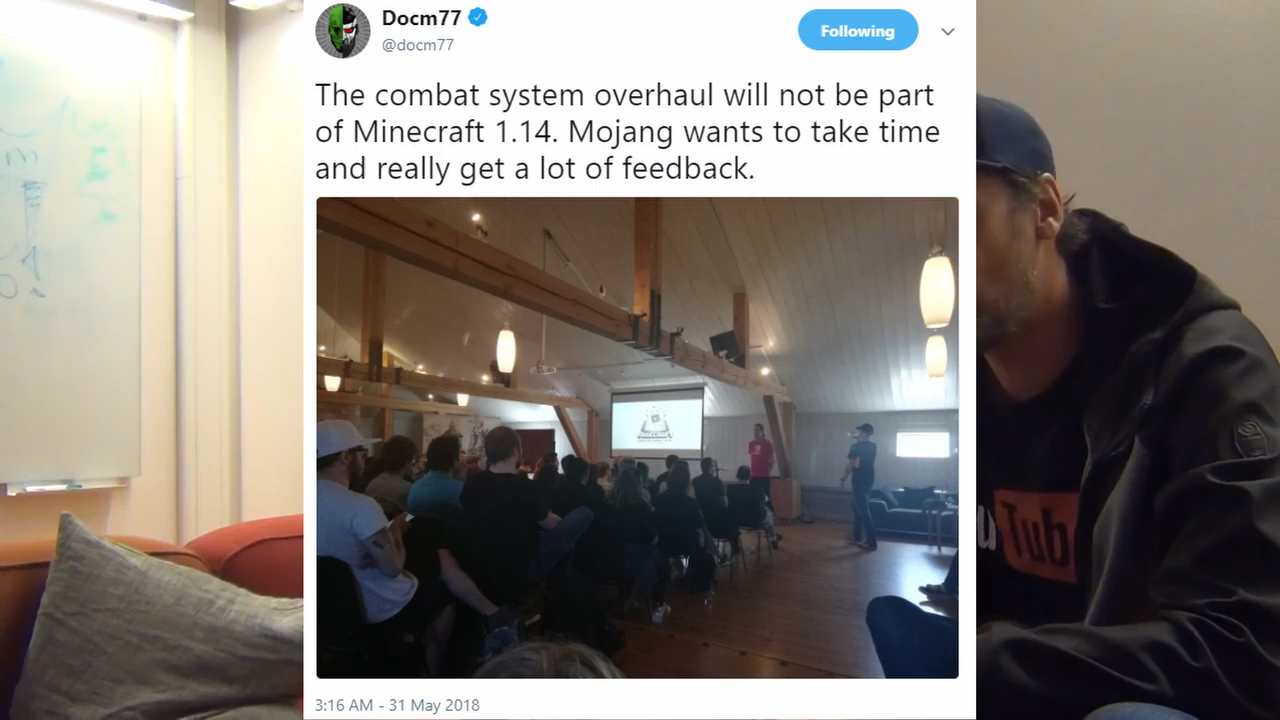 Docm77
@docm77
Following
The combat system overhaul will not be part
of Minecraft 1.14. Mojang wants to take time
and really get a lot of feedback.
3:16 AM - 31 May 2018
Tub